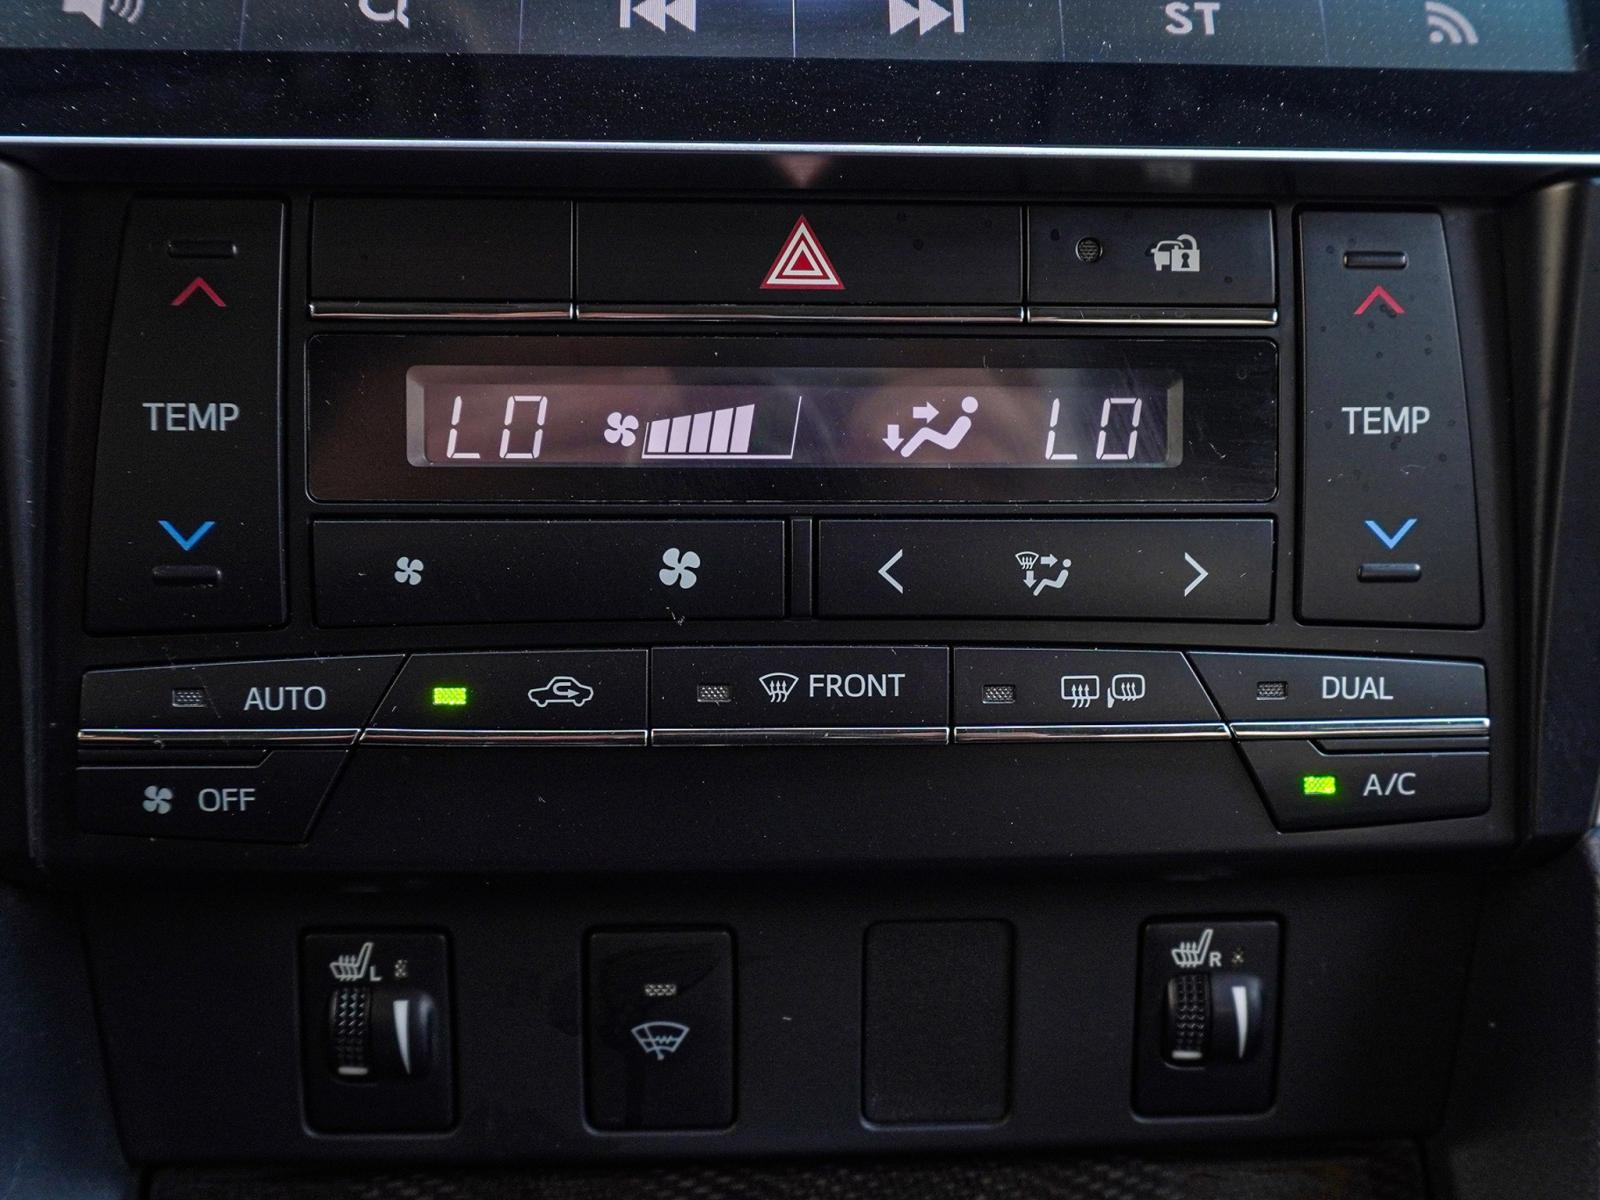 ST
TEMP
LO LO
TEMP
AUTO
FRONT
DUAL
OFF
A/C
L
R